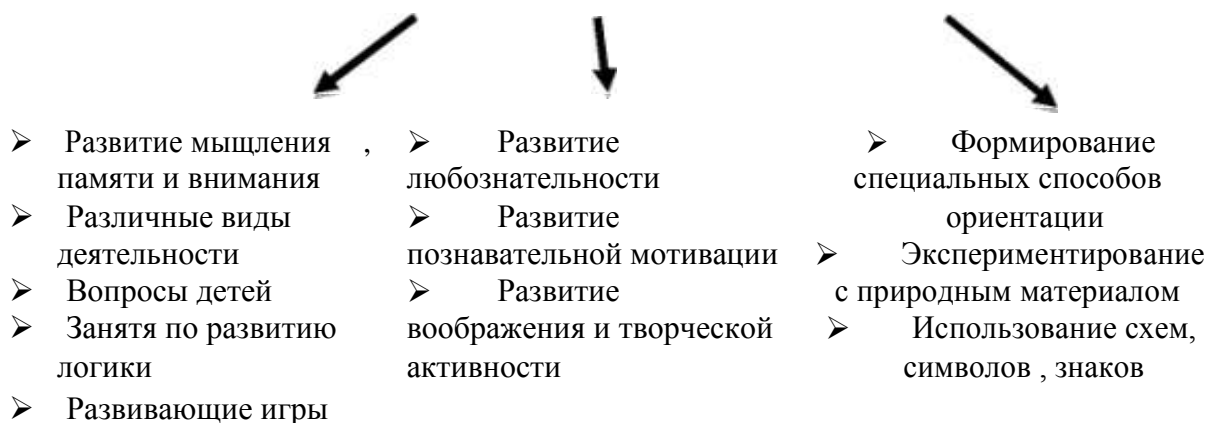 ➢ Развитие мыщления , памяти и внимания
➢ Различные виды
деятельности
➢ Вопросы детей
➢ Занятя по развитию
логики
➢ Развивающие игры
➢ Развитие
любознательности
➢ Развитие
познавательной мотивации
➢ Развитие
воображения и творческой
активности
➢ Формирование
специальных способов
ориентации
➢ Экспериментирование
с природным материалом
➢ Использование схем,
символов , знаков